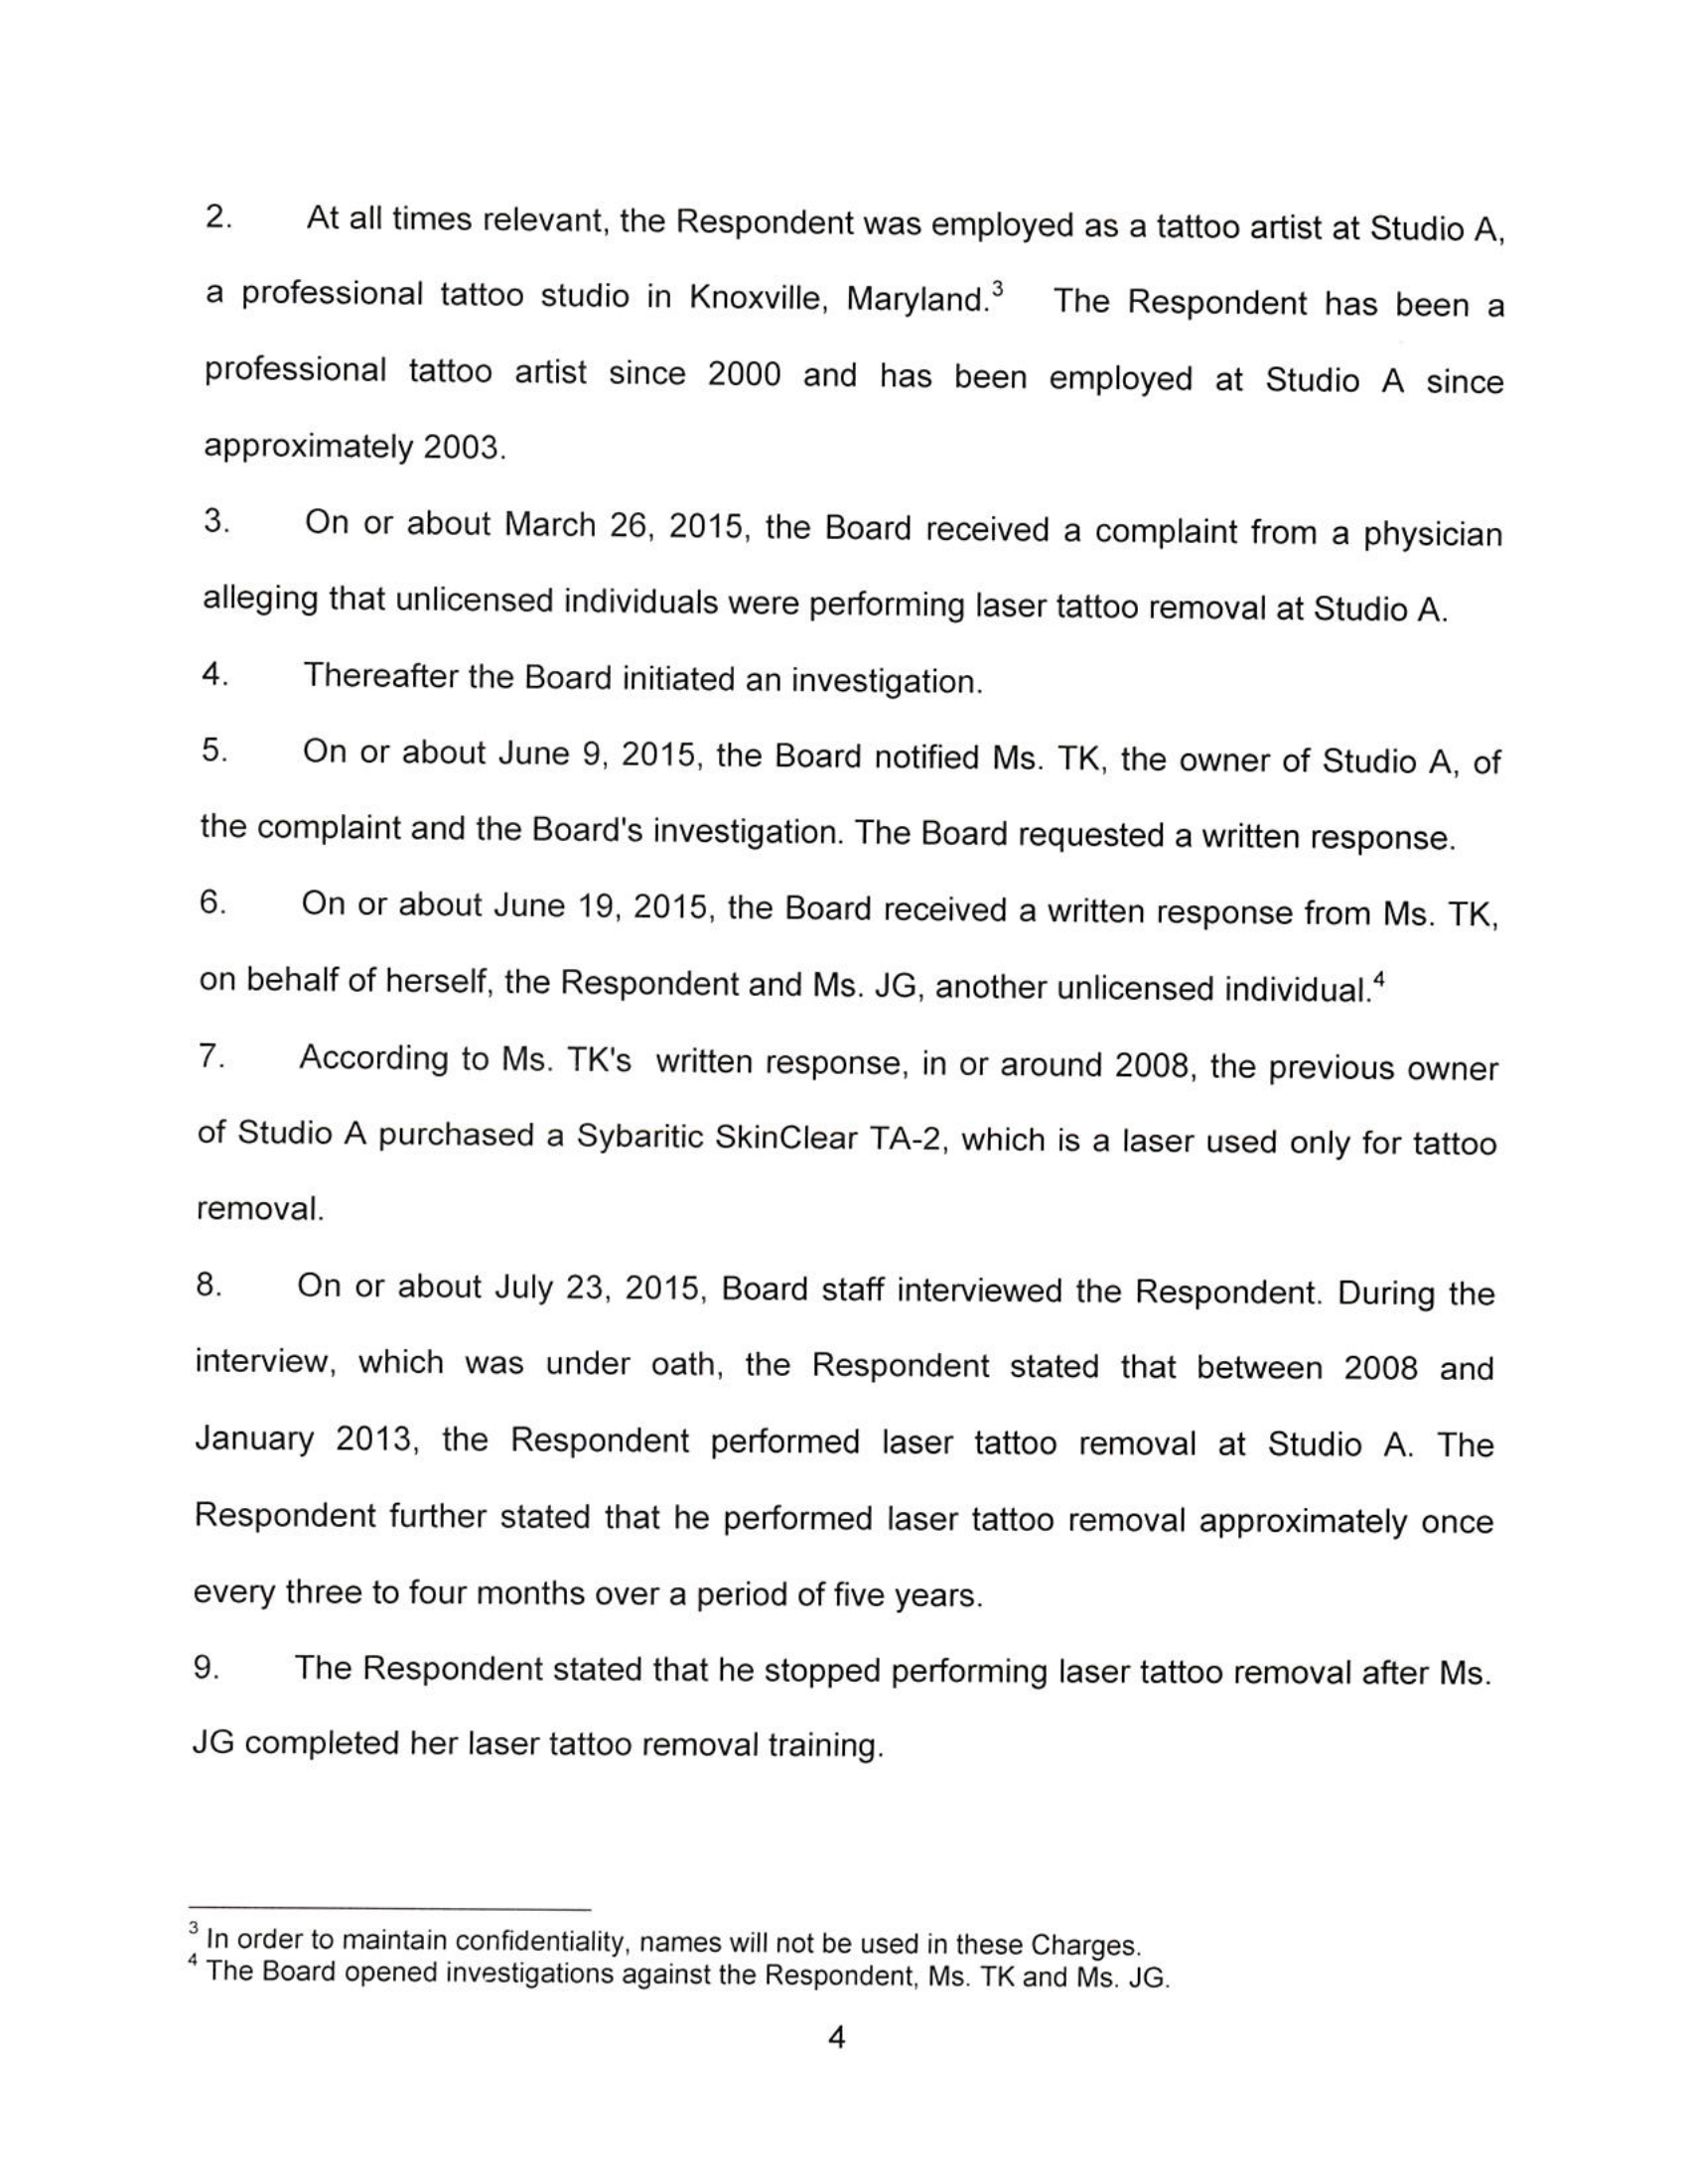 2. At all times relevant, the Respondent was employed as a tattoo artist at Studio A,
a professional tattoo studio in Knoxville, Maryland.³ The Respondent has been a
professional tattoo artist since 2000 and has been employed at Studio A since
approximately 2003.
3. On or about March 26, 2015, the Board received a complaint from a physician
alleging that unlicensed individuals were performing laser tattoo removal at Studio A.
4. Thereafter the Board initiated an investigation.
5. On or about June 9, 2015, the Board notified Ms. TK, the owner of Studio A, of
the complaint and the Board's investigation. The Board requested a written response.
6. On or about June 19, 2015, the Board received a written response from Ms. TK,
on behalf of herself, the Respondent and Ms. JG, another unlicensed individual.⁴
7. According to Ms. TK's written response, in or around 2008, the previous owner
of Studio A purchased a Sybaritic SkinClear TA-2, which is a laser used only for tattoo
removal.
8. On or about July 23, 2015, Board staff interviewed the Respondent. During the
interview, which was under oath, the Respondent stated that between 2008 and
January 2013, the Respondent performed laser tattoo removal at Studio A. The
Respondent further stated that he performed laser tattoo removal approximately once
every three to four months over a period of five years.
9. The Respondent stated that he stopped performing laser tattoo removal after Ms.
JG completed her laser tattoo removal training.
³ In order to maintain confidentiality, names will not be used in these Charges.
⁴ The Board opened investigations against the Respondent, Ms. TK and Ms. JG.
4